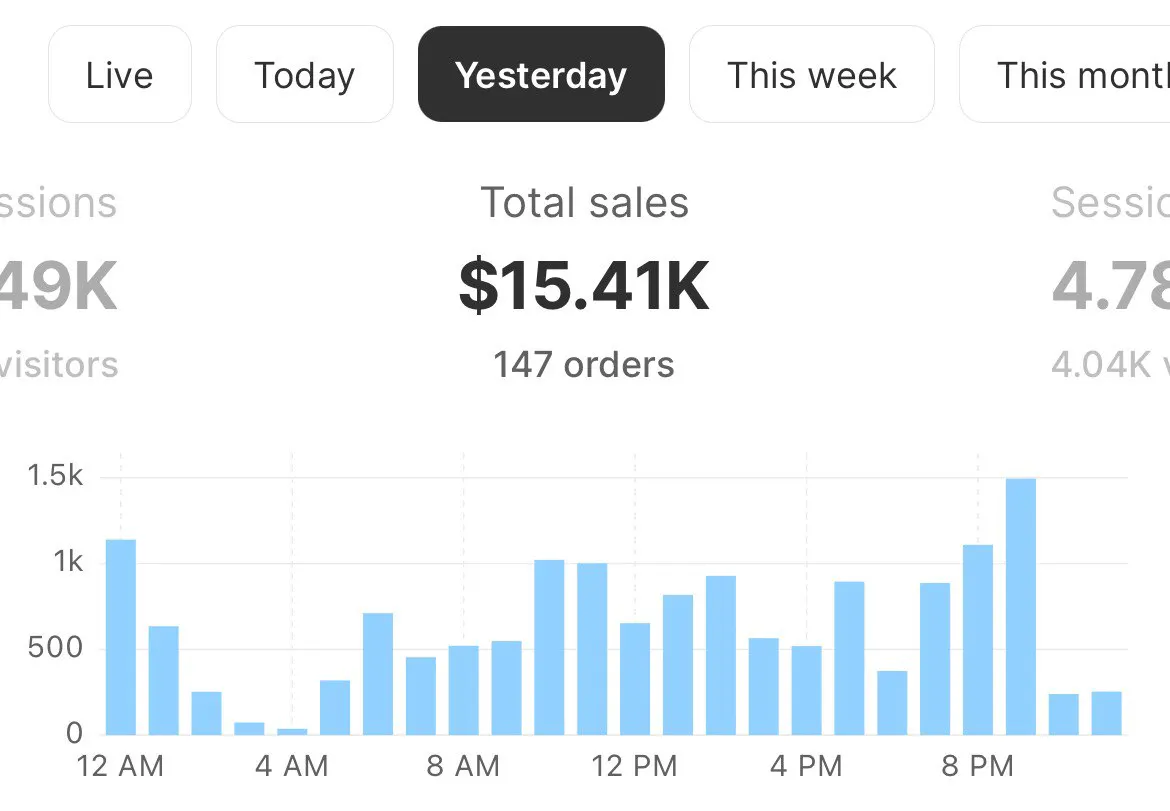 Live Today Yesterday This week This mont
ssions Total sales Sessio
49K $15.41K 4.78
visitors 147 orders 4.04K v
1.5k
1k
500
0
12 AM 4 AM 8 AM 12 PM 4 PM 8 PM